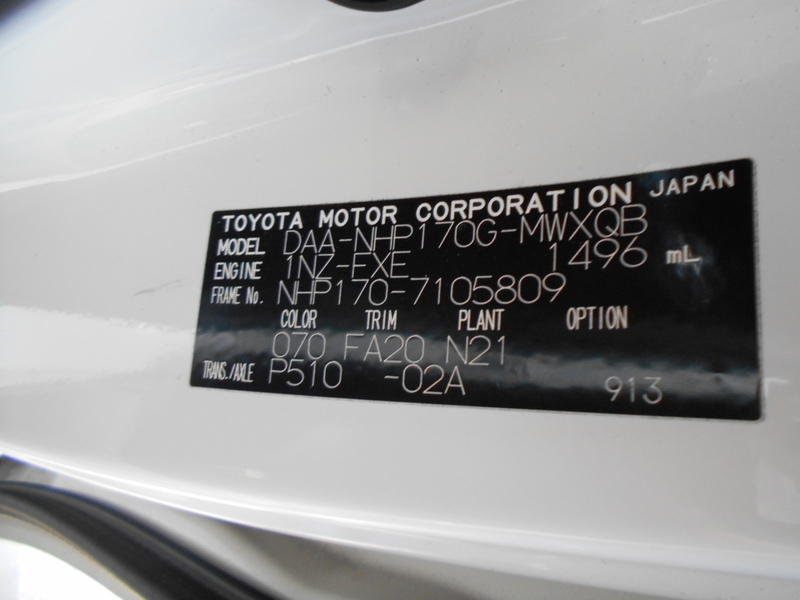 TOYOTA MOTOR CORPORATION JAPAN
MODEL DAA-NHP170G-MWXQB
ENGINE 1NZ-FXE 1496 mL
FRAME No. NHP170-7105809
COLOR TRIM PLANT OPTION
070 FA20 N21
TRANS./AXLE P510 -02A 913